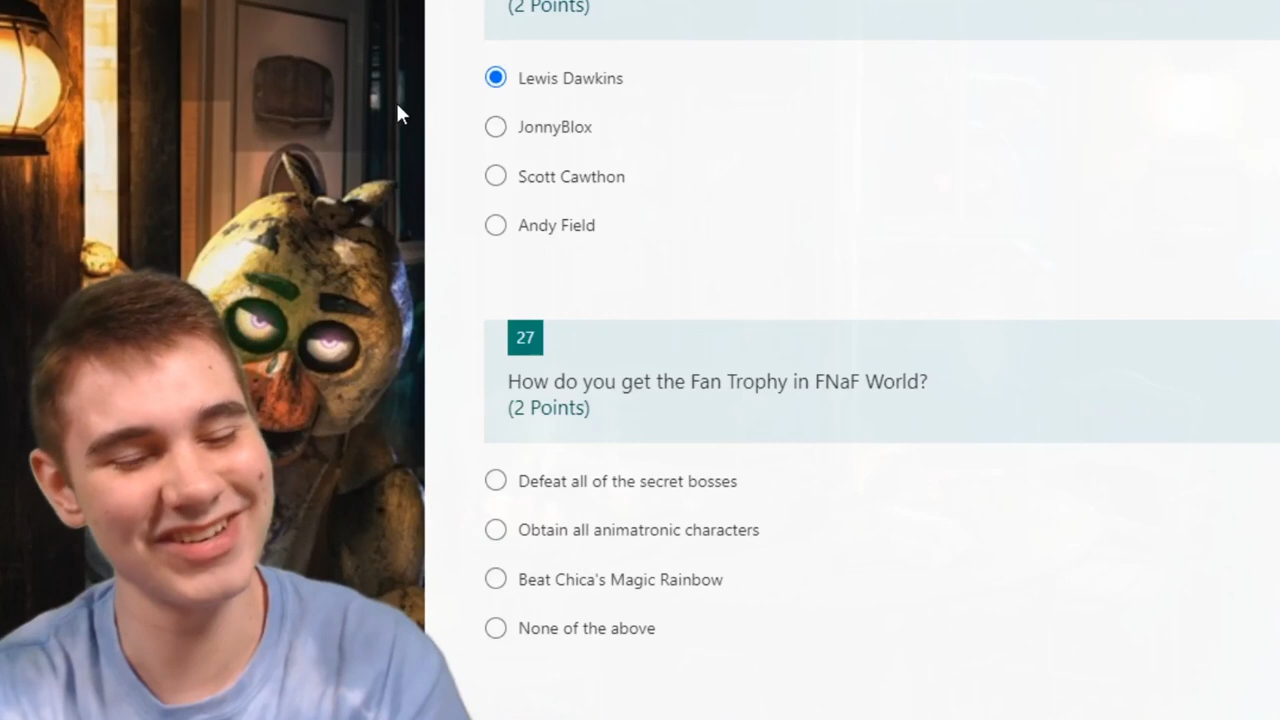 (2 Points)
Lewis Dawkins
JonnyBlox
Scott Cawthon
Andy Field
27
How do you get the Fan Trophy in FNaF World?
(2 Points)
Defeat all of the secret bosses
Obtain all animatronic characters
Beat Chica's Magic Rainbow
None of the above